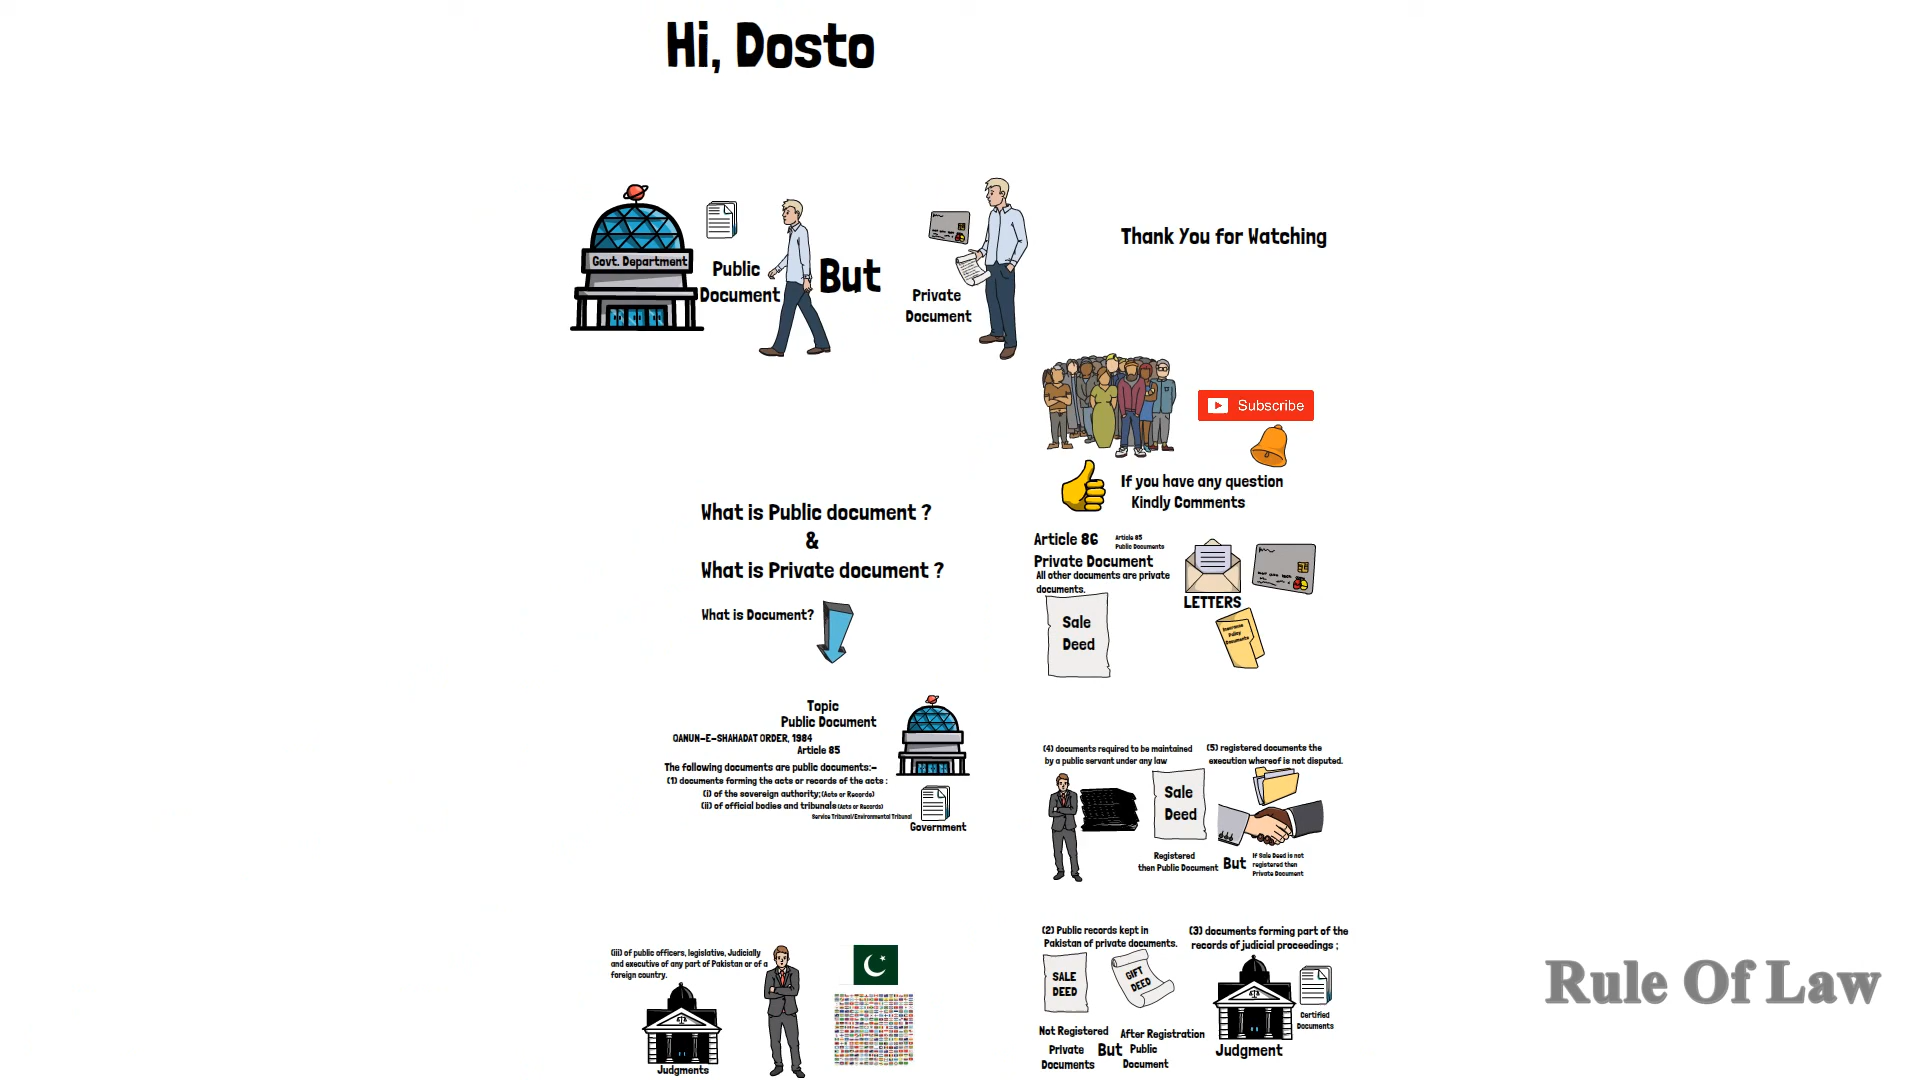 Hi, Dosto
Govt. Department
Public
Document
But
Private
Document
Thank You for Watching
Subscribe
If you have any question
Kindly Comments
What is Public document ?
&
What is Private document ?
What is Document?
Article 86
Article 85
Public Documents
Private Document
All other documents are private
documents.
Sale
Deed
LETTERS
Insurance
Policy
Documents
Topic
Public Document
QANUN-E-SHAHADAT ORDER, 1984
Article 85
The following documents are public documents:-
(1) documents forming the acts or records of the acts :
(i) of the sovereign authority;(Acts or Records)
(ii) of official bodies and tribunals(Acts or Records)
Service Tribunal/Environmental Tribunal
Government
(4) documents required to be maintained
by a public servant under any law
(5) registered documents the
execution whereof is not disputed.
Sale
Deed
Registered
then Public Document
But
If Sale Deed is not
registered then
Private Document
(iii) of public officers, legislative, Judicially
and executive of any part of Pakistan or of a
foreign country.
Judgments
(2) Public records kept in
Pakistan of private documents.
SALE
DEED
GIFT
DEED
Not Registered
Private
Documents
But
After Registration
Public
Document
(3) documents forming part of the
records of judicial proceedings ;
Certified
Documents
Judgment
Rule Of Law